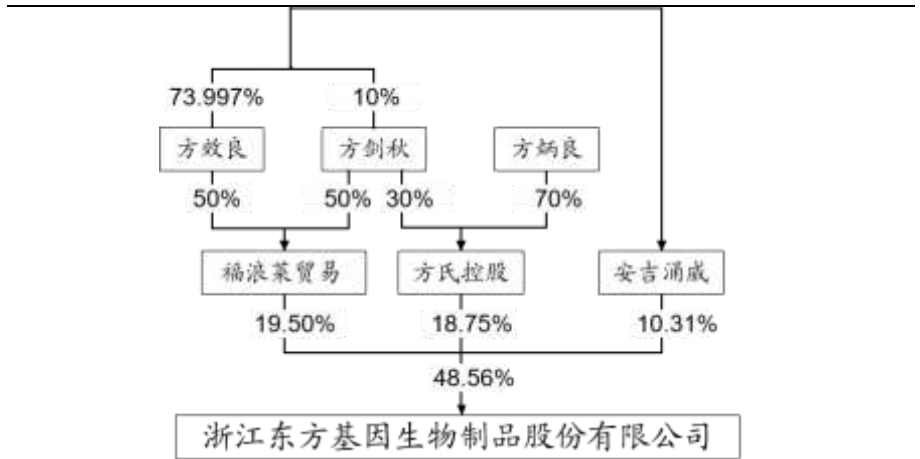 73.997% 10%
方效良 方剑秋 方炳良
50% 50% 30% 70%
福浪莱贸易 方氏控股 安吉涌威
19.50% 18.75% 10.31%
48.56%
浙江东方基因生物制品股份有限公司